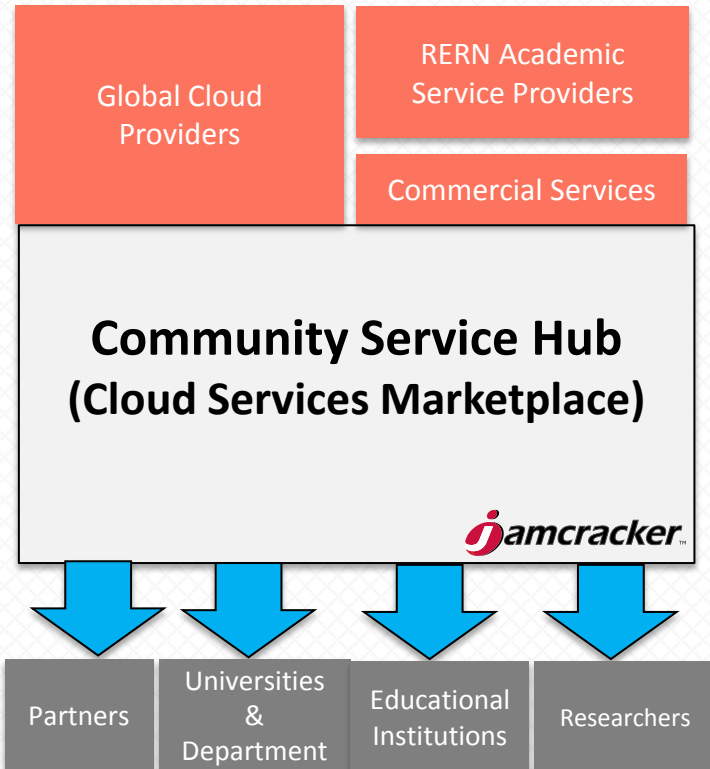 Global Cloud
Providers
RERN Academic
Service Providers
Commercial Services
Community Service Hub
(Cloud Services Marketplace)
jamcracker™
Partners
Universities
&
Department
Educational
Institutions
Researchers